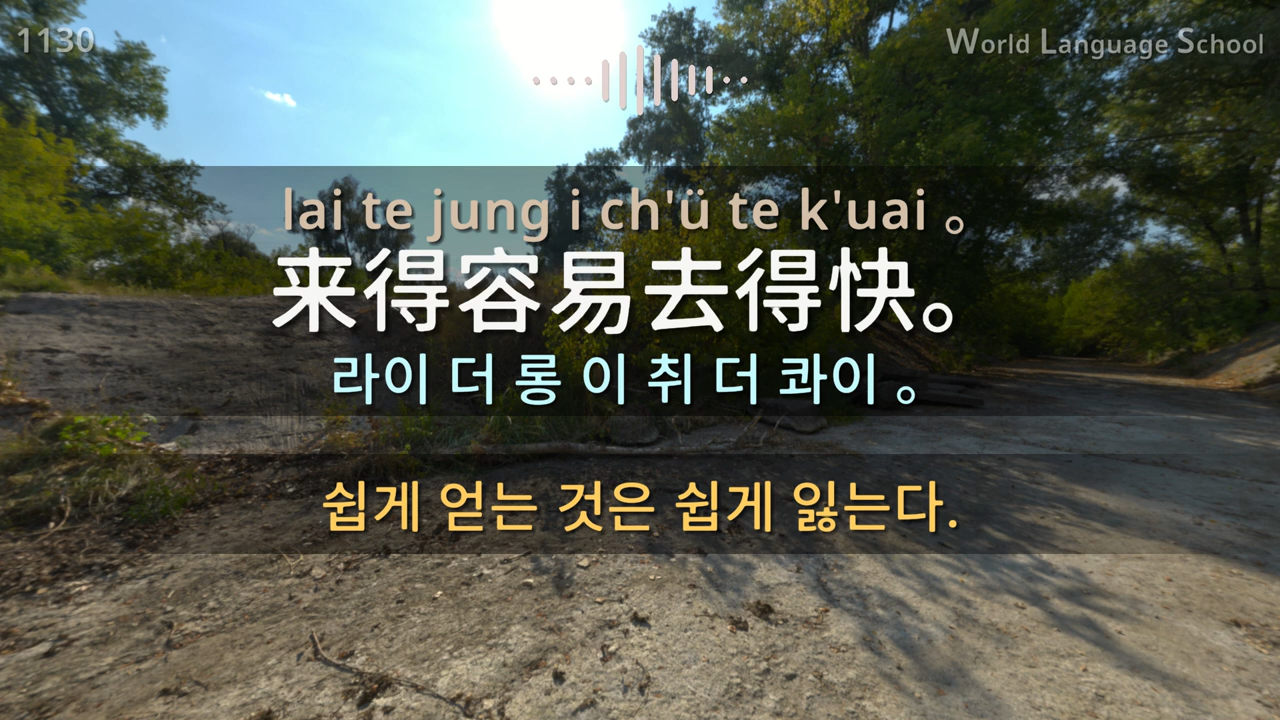 1130
World Language School
lai te jung i ch'ü te k'uai 。
来得容易去得快。
라이 더 롱 이 취 더 콰이 。
쉽게 얻는 것은 쉽게 잃는다.